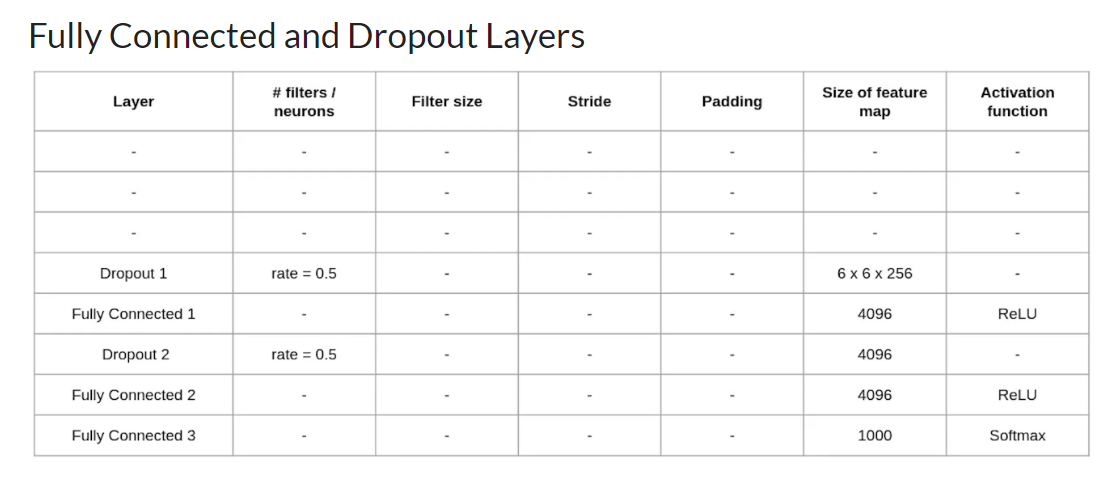 Fully Connected and Dropout Layers
Layer # filters / neurons Filter size Stride Padding Size of feature map Activation function
- - - - - - -
- - - - - - -
- - - - - - -
Dropout 1 rate = 0.5 - - - 6 x 6 x 256 -
Fully Connected 1 - - - - 4096 ReLU
Dropout 2 rate = 0.5 - - - 4096 -
Fully Connected 2 - - - - 4096 ReLU
Fully Connected 3 - - - - 1000 Softmax